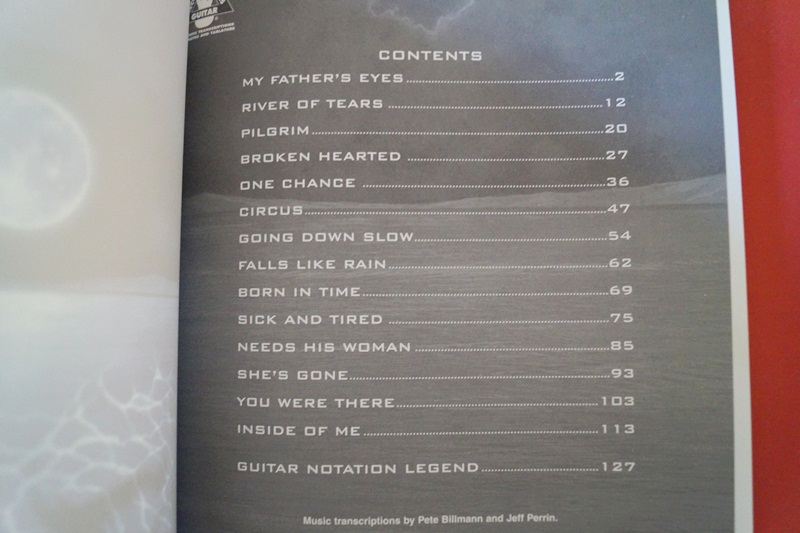 GUITAR
CONTENTS
MY FATHER'S EYES 2
RIVER OF TEARS 12
PILGRIM 20
BROKEN HEARTED 27
ONE CHANCE 36
CIRCUS 47
GOING DOWN SLOW 54
FALLS LIKE RAIN 62
BORN IN TIME 69
SICK AND TIRED 75
NEEDS HIS WOMAN 85
SHE'S GONE 93
YOU WERE THERE 103
INSIDE OF ME 113
GUITAR NOTATION LEGEND 127
Music transcriptions by Pete Billmann and Jeff Perrin.